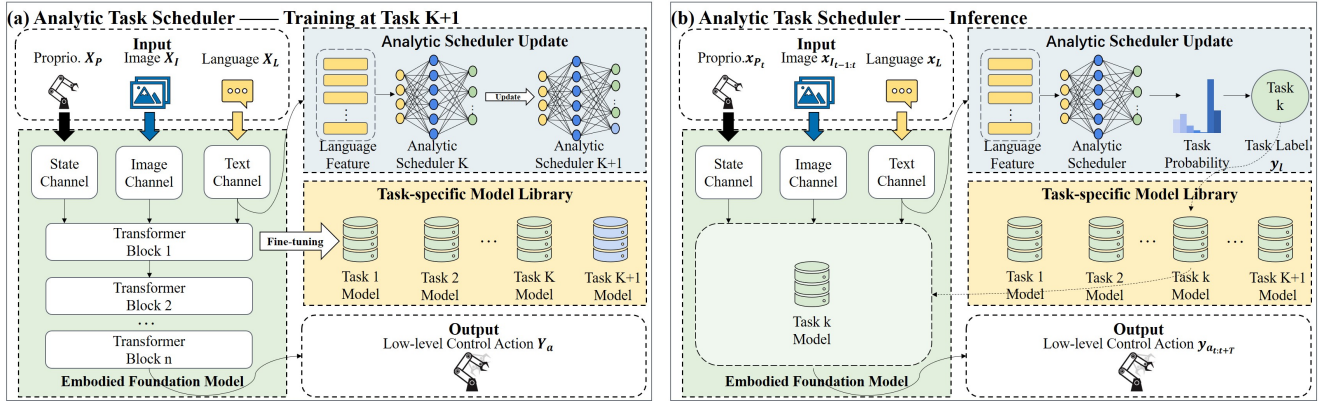 (a) Analytic Task Scheduler —— Training at Task K+1
Input
Proprio. X_P
Image X_I
Language X_L
State
Channel
Image
Channel
Text
Channel
Transformer
Block 1
Transformer
Block 2
...
Transformer
Block n
Embodied Foundation Model
Analytic Scheduler Update
Language
Feature
Analytic
Scheduler K
Update
Analytic
Scheduler K+1
Fine-tuning
Task-specific Model Library
Task 1
Model
Task 2
Model
...
Task K
Model
Task K+1
Model
Output
Low-level Control Action Y_a
(b) Analytic Task Scheduler —— Inference
Input
Proprio. x_{P_t}
Image x_{I_{t-1:t}}
Language x_L
State
Channel
Image
Channel
Text
Channel
Task k
Model
Embodied Foundation Model
Analytic Scheduler Update
Language
Feature
Analytic
Scheduler
Task
Probability
Task
k
Task Label
y_l
Task-specific Model Library
Task 1
Model
Task 2
Model
...
Task k
Model
...
Task K+1
Model
Output
Low-level Control Action y_{a_{t:t+T}}